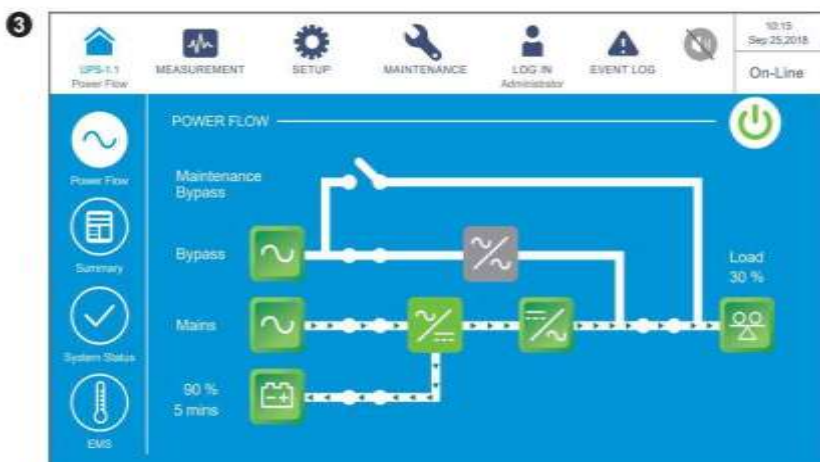 3
UPS-1.1
Power Flow
MEASUREMENT
SETUP
MAINTENANCE
LOG IN
Administrator
EVENT LOG
10:15
Sep 25,2018
On-Line
POWER FLOW
Power Flow
Summary
System Status
EMS
Maintenance
Bypass
Bypass
Mains
90 %
5 mins
Load
30 %